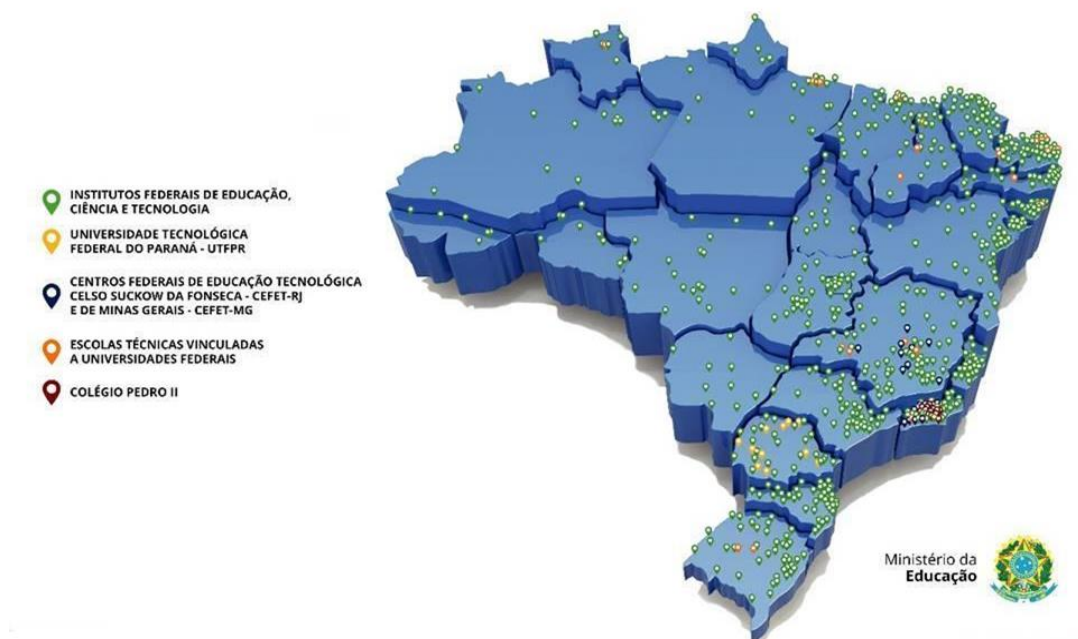 INSTITUTOS FEDERAIS DE EDUCAÇÃO,
CIÊNCIA E TECNOLOGIA
UNIVERSIDADE TECNOLÓGICA
FEDERAL DO PARANÁ - UTFPR
CENTROS FEDERAIS DE EDUCAÇÃO TECNOLÓGICA
CELSO SUCKOW DA FONSECA - CEFET-RJ
E DE MINAS GERAIS - CEFET-MG
ESCOLAS TÉCNICAS VINCULADAS
A UNIVERSIDADES FEDERAIS
COLÉGIO PEDRO II
Ministério da
Educação